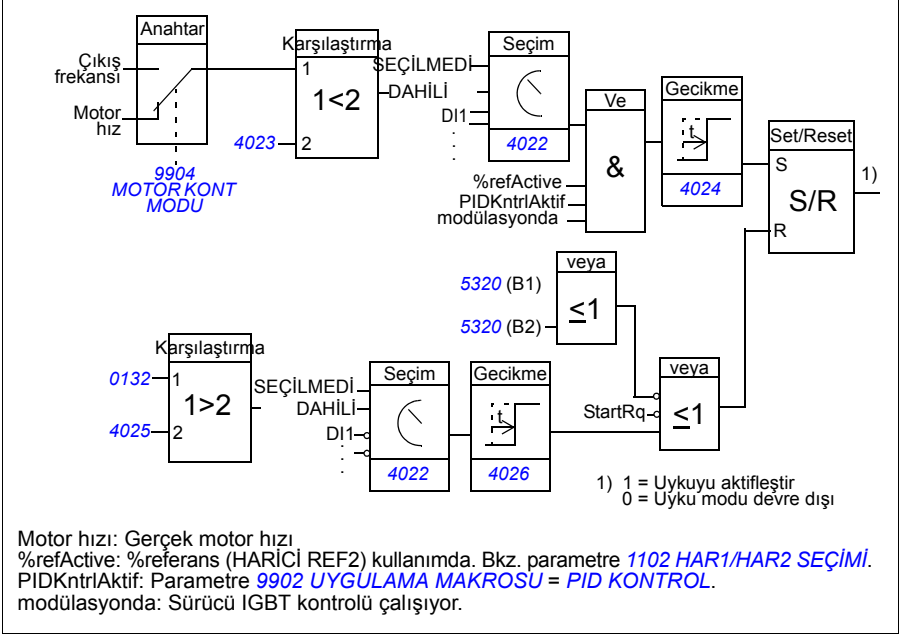 Anahtar
Çıkış
frekansı
Motor
hız
9904
MOTOR KONT
MODU
Karşılaştırma
1
1<2
4023
2
SEÇİLMEDİ
DAHİLİ
DI1
.
.
.
Seçim
4022
Ve
&
%refActive
PIDKntrlAktif
modülasyonda
Gecikme
t
4024
Set/Reset
S
S/R
R
1)
veya
5320 (B1)
≤1
5320 (B2)
Karşılaştırma
0132
1
1>2
4025
2
SEÇİLMEDİ
DAHİLİ
DI1
.
.
Seçim
4022
Gecikme
t
4026
veya
StartRq
≤1
1) 1 = Uykuyu aktifleştir
0 = Uyku modu devre dışı
Motor hızı: Gerçek motor hızı
%refActive: %referans (HARİCİ REF2) kullanımda. Bkz. parametre 1102 HAR1/HAR2 SEÇİMİ.
PIDKntrlAktif: Parametre 9902 UYGULAMA MAKROSU = PID KONTROL.
modülasyonda: Sürücü IGBT kontrolü çalışıyor.